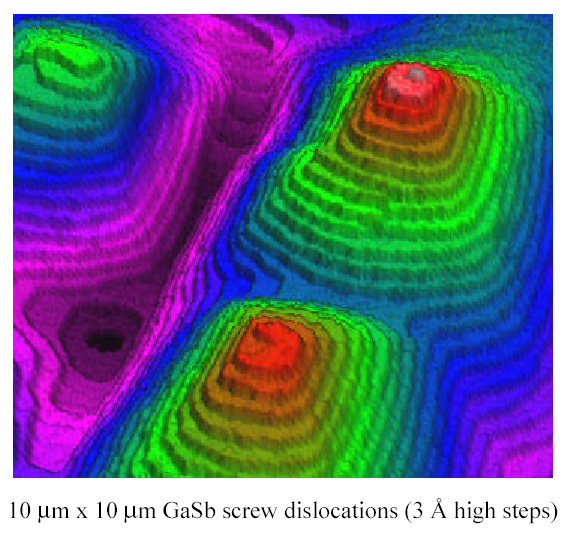 10 μm x 10 μm GaSb screw dislocations (3 Å high steps)